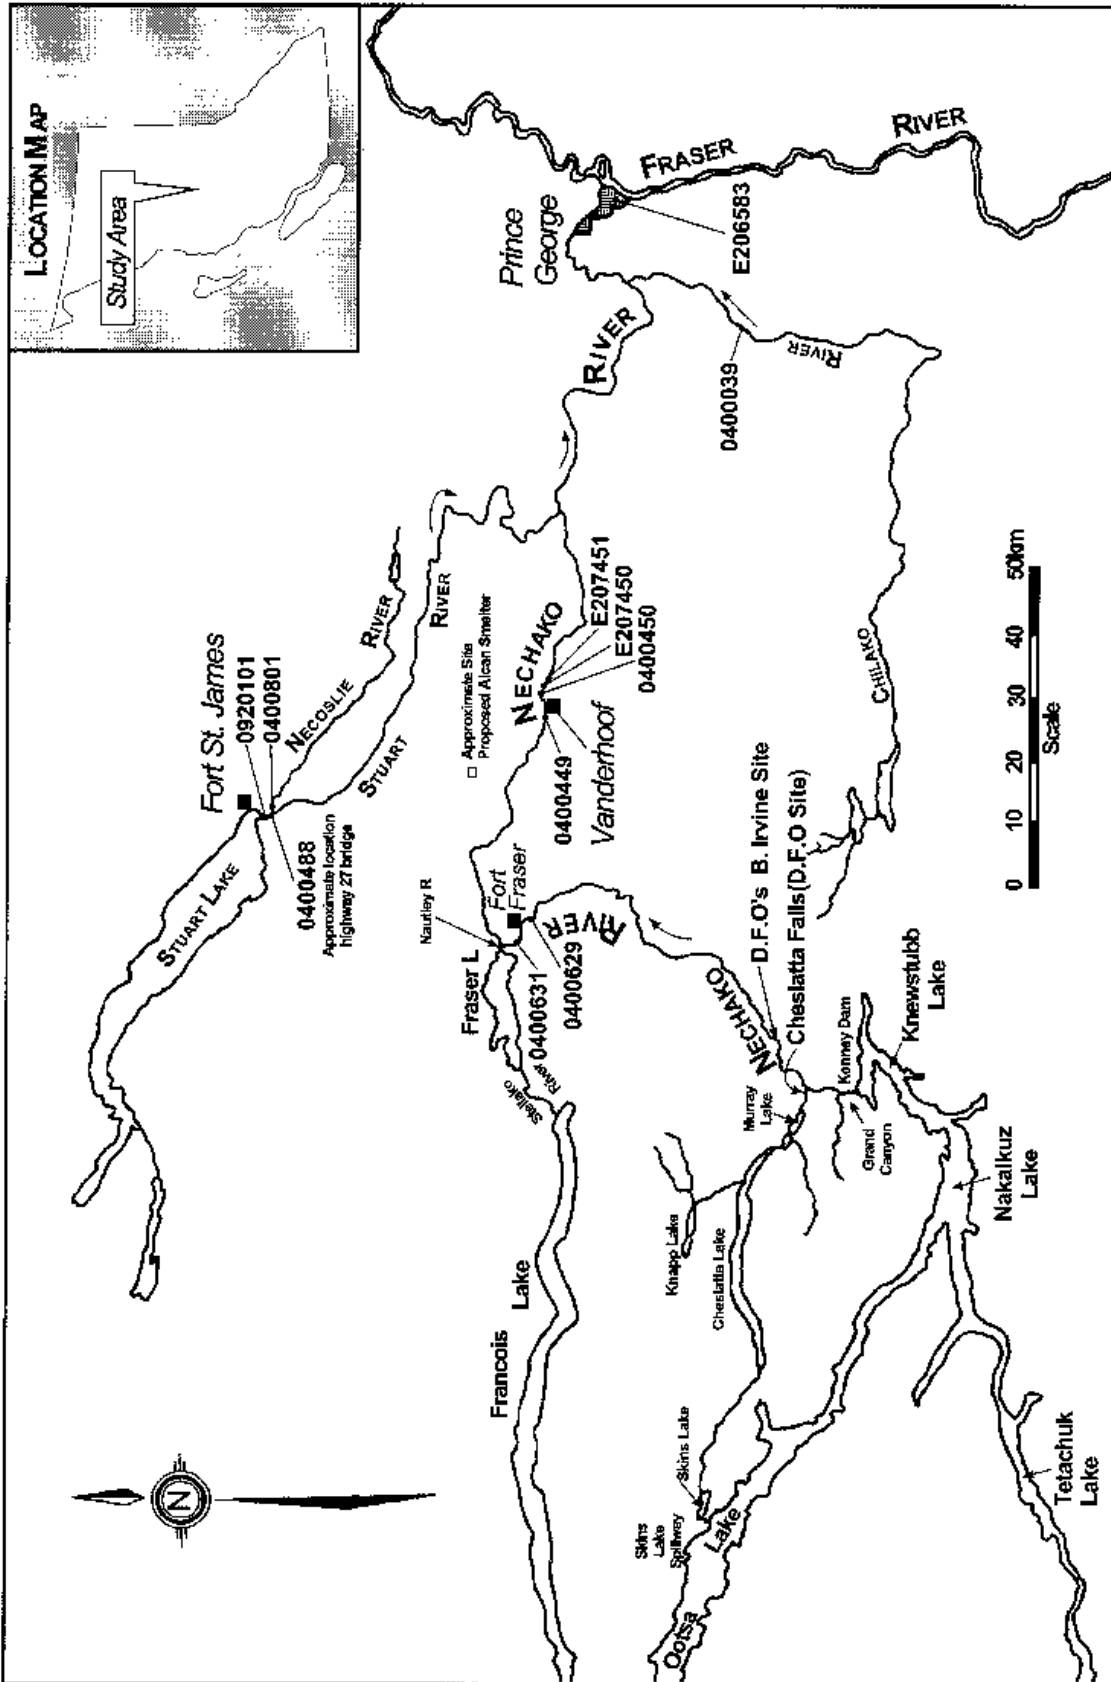 LOCATION MAP
Study Area
Fort St. James
0920101
0400801
STUART LAKE
0400488
Approximate location
highway 27 bridge
NECOSLIE
RIVER
STUART
RIVER
□ Approximate Site
Proposed Alcan Smelter
Prince
George
FRASER
RIVER
E206583
RIVER
NECHAKO
E207451
E207450
0400450
0400449
Vanderhoof
Nautley R
Fort
Fraser
Fraser L
0400631
0400629
Stellako
River
RIVER
NECHAKO
0400039
RIVER
CHILAKO
Francois
Lake
D.F.O's B. Irvine Site
Cheslatta Falls (D.F.O Site)
Murray
Lake
Kenney Dam
Grand
Canyon
Knewstubb
Lake
Knapp Lake
Cheslatta Lake
Nakalkuz
Lake
Skins Lake
Skins
Lake
Spillway
Ootsa
Lake
Tetachuk
Lake
N
0
10
20
30
40
50km
Scale